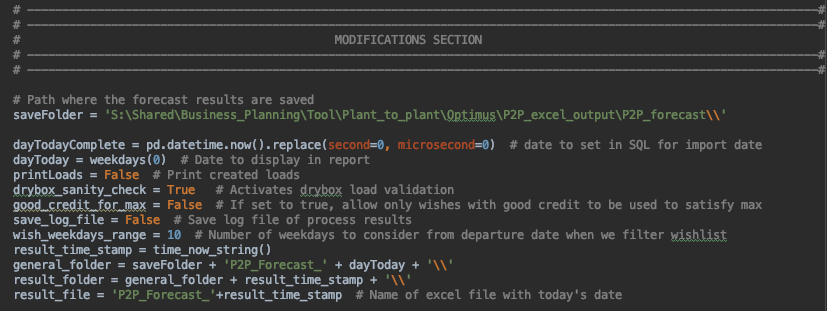 # ————————————————————————————————————————#
# ————————————————————————————————————————#
# MODIFICATIONS SECTION
# ————————————————————————————————————————#
# ————————————————————————————————————————#
# Path where the forecast results are saved
saveFolder = 'S:\Shared\Business_Planning\Tool\Plant_to_plant\Optimus\P2P_excel_output\P2P_forecast\\'
dayTodayComplete = pd.datetime.now().replace(second=0, microsecond=0)  # date to set in SQL for import date
dayToday = weekdays(0)  # Date to display in report
printLoads = False  # Print created loads
drybox_sanity_check = True   # Activates drybox load validation
good_credit_for_max = False  # If set to true, allow only wishes with good credit to be used to satisfy max
save_log_file = False  # Save log file of process results
wish_weekdays_range = 10  # Number of weekdays to consider from departure date when we filter wishlist
result_time_stamp = time_now_string()
general_folder = saveFolder + 'P2P_Forecast_' + dayToday + '\\'
result_folder = general_folder + result_time_stamp + '\\'
result_file = 'P2P_Forecast_'+result_time_stamp  # Name of excel file with today's date